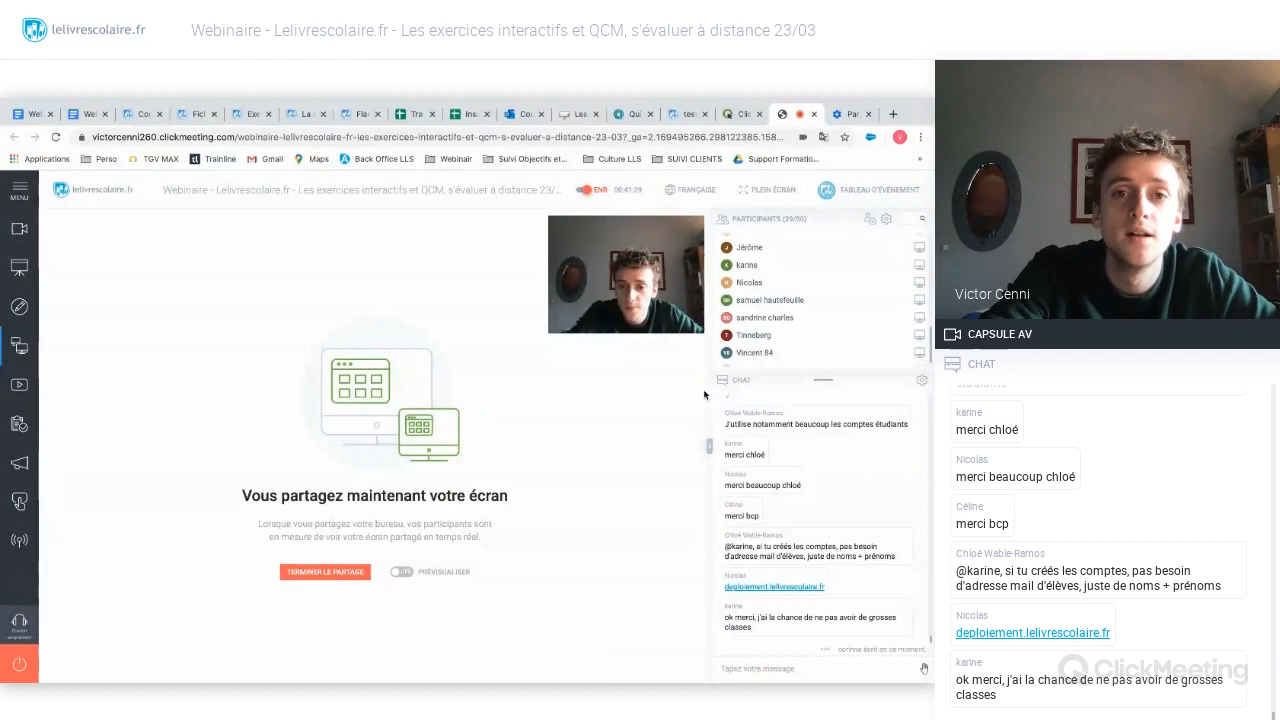 lelivrescolaire.fr
Webinaire - Lelivrescolaire.fr - Les exercices interactifs et QCM, s'évaluer à distance 23/03
victorcenni260.clickmeeting.com/webinaire-lelivrescolaire-fr-les-exercices-interactifs-et-qcm-s-evaluer-a-distance-23-03?_ga=2.169495266.298122385.158...
Applications Perso TGV MAX Trainline Gmail Maps Back Office LLS Webinair Suivi Objectifs et... Culture LLS SUIVI CLIENTS Support Formatio... »
MENU
lelivrescolaire.fr
Webinaire - Lelivrescolaire.fr - Les exercices interactifs et QCM, s'évaluer à distance 23/...
ENR 00:41:39
FRANÇAISE
PLEIN ÉCRAN
TABLEAU D'ÉVÉNEMENT
PARTICIPANTS (29/50)
Jérôme
karine
Nicolas
samuel hautefeuille
sandrine charles
Tinneberg
Vincent 84
CHAT
Chloé Wable-Ramos
J'utilise notamment beaucoup les comptes étudiants
karine
merci chloé
Nicolas
merci beaucoup chloé
Céline
merci bcp
Chloé Wable-Ramos
@karine, si tu créés les comptes, pas besoin
d'adresse mail d'élèves, juste de noms + prénoms
Nicolas
deploiement.lelivrescolaire.fr
karine
ok merci, j'ai la chance de ne pas avoir de grosses
classes
corinne écrit en ce moment.
Tapez votre message
Vous partagez maintenant votre écran
Lorsque vous partagez votre bureau, vos participants sont
en mesure de voir votre écran partagé en temps réel.
TERMINER LE PARTAGE
OFF PRÉVISUALISER
Victor Cenni
CAPSULE AV
CHAT
karine
merci chloé
Nicolas
merci beaucoup chloé
Céline
merci bcp
Chloé Wable-Ramos
@karine, si tu créés les comptes, pas besoin
d'adresse mail d'élèves, juste de noms + prénoms
Nicolas
deploiement.lelivrescolaire.fr
karine
ok merci, j'ai la chance de ne pas avoir de grosses
classes
ClickMeeting